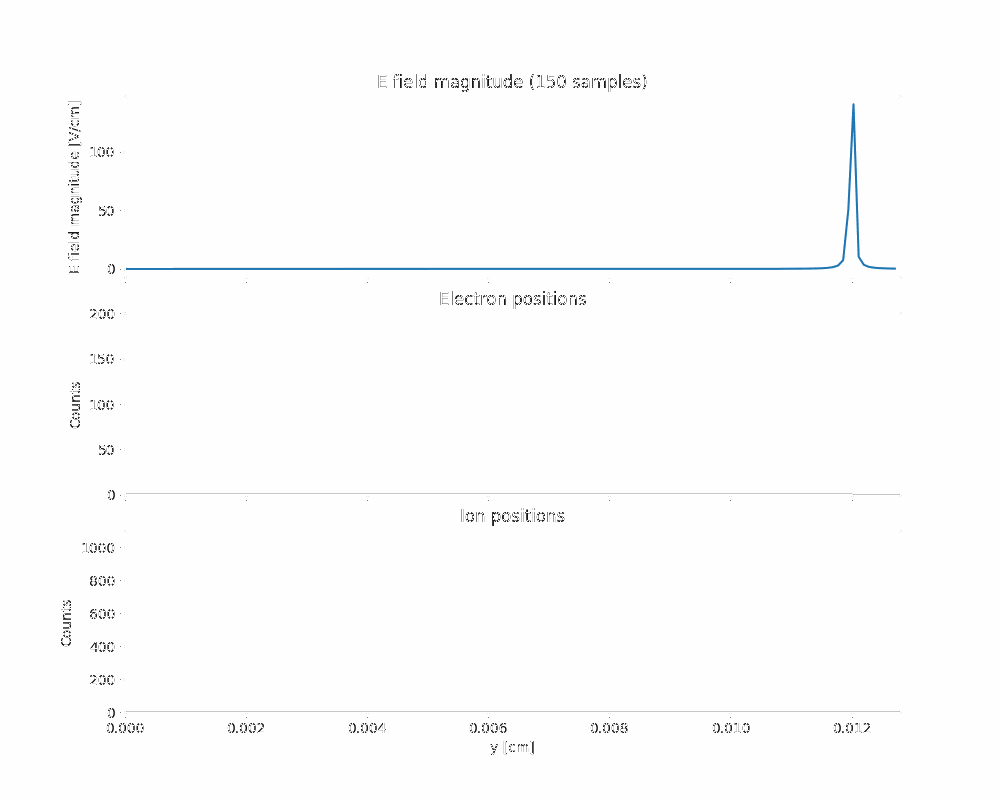 E field magnitude (150 samples)
E field magnitude [V/cm]
100
50
0
Electron positions
Counts
200
150
100
50
0
Ion positions
Counts
1000
800
600
400
200
0
0.000 0.002 0.004 0.006 0.008 0.010 0.012
y [cm]